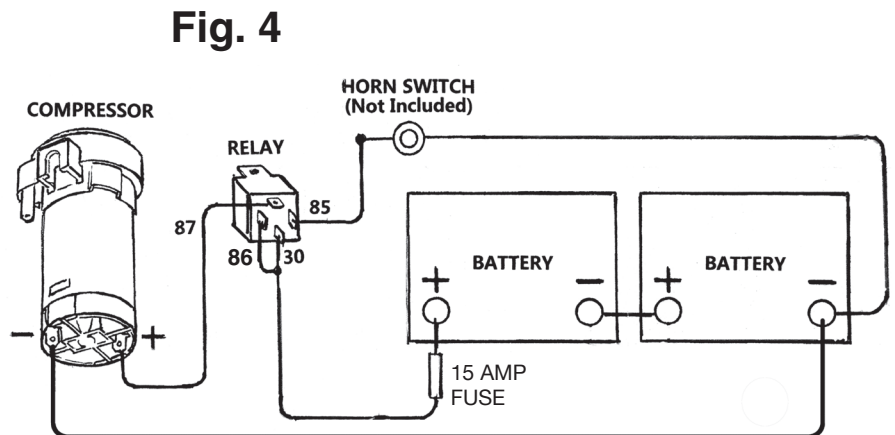 Fig. 4
HORN SWITCH
(Not Included)
COMPRESSOR
RELAY
87
85
86
30
BATTERY
BATTERY
+
−
+
−
−
+
15 AMP
FUSE